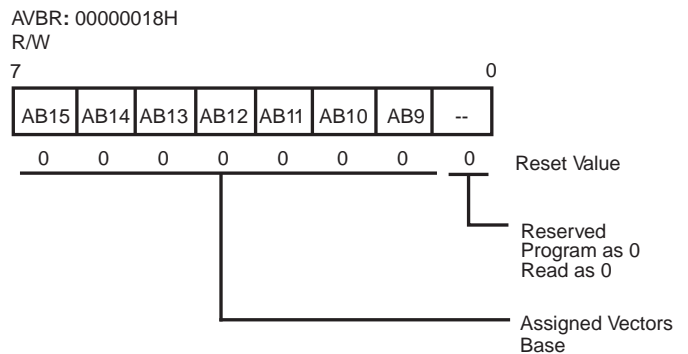 AVBR: 00000018H
R/W
7 0
AB15 AB14 AB13 AB12 AB11 AB10 AB9 --
0 0 0 0 0 0 0 0 Reset Value
Reserved
Program as 0
Read as 0
Assigned Vectors
Base